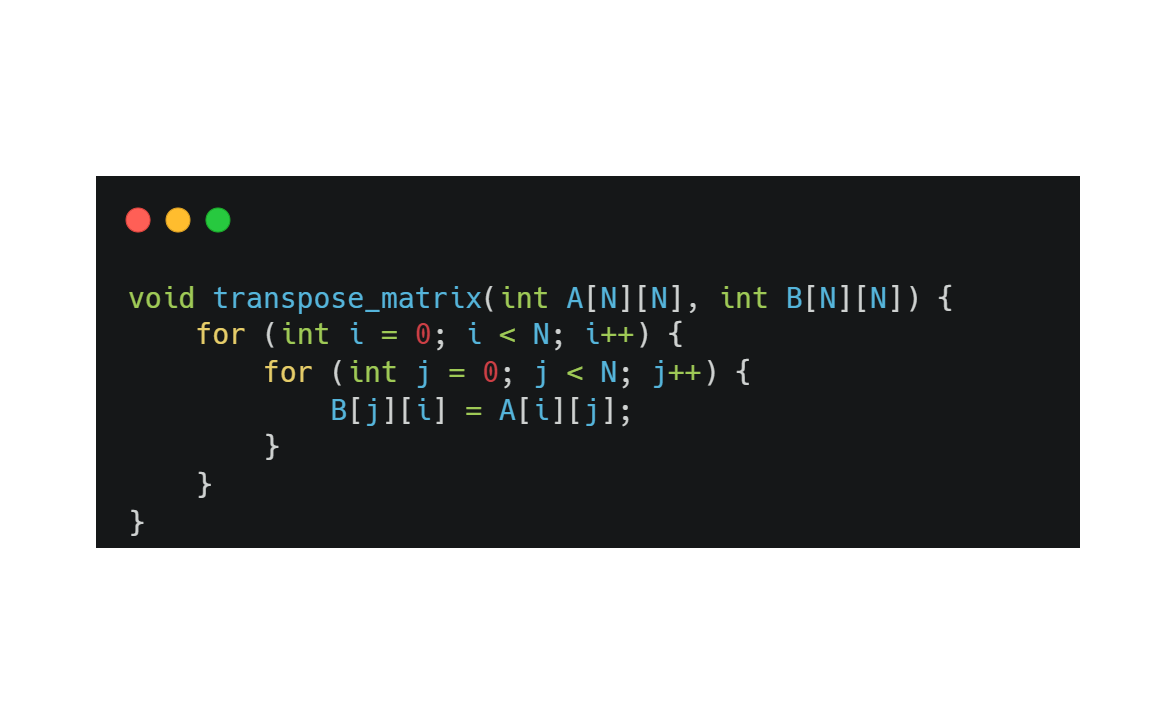 void transpose_matrix(int A[N][N], int B[N][N]) {
    for (int i = 0; i < N; i++) {
        for (int j = 0; j < N; j++) {
            B[j][i] = A[i][j];
        }
    }
}